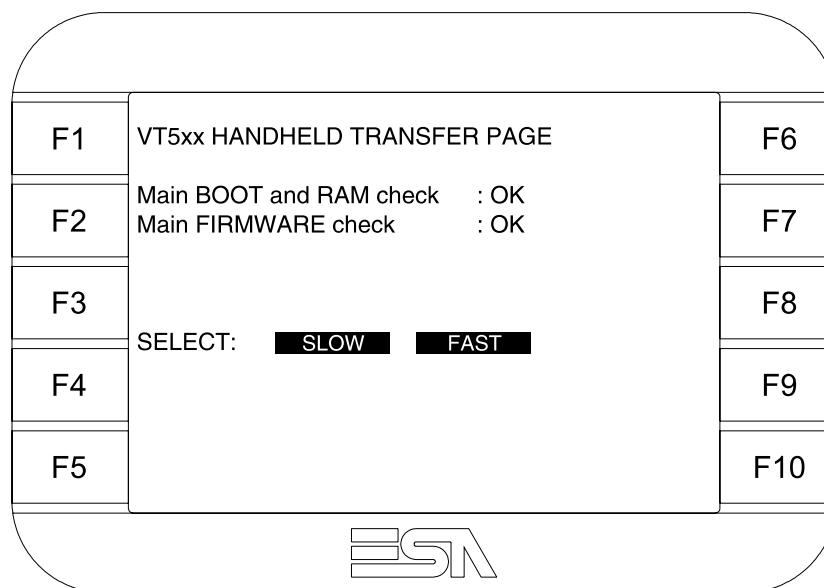 F1
F2
F3
F4
F5
VT5xx HANDHELD TRANSFER PAGE
Main BOOT and RAM check : OK
Main FIRMWARE check : OK
SELECT: SLOW FAST
F6
F7
F8
F9
F10
ESA